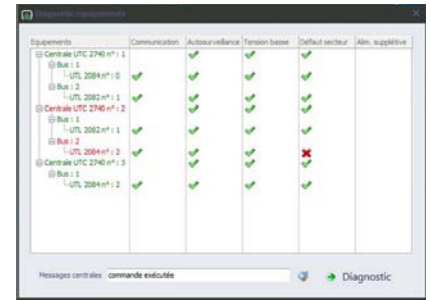 Diagnostic équipements
Equipements Communication Autosurveillance Tension basse Défaut secteur Alim. supplétive
Centrale UTC 2740 n° : 1
Bus : 1
UTL 2084 n° : 0
Bus : 2
UTL 2082 n° : 1
Centrale UTC 2740 n° : 2
Bus : 1
UTL 2082 n° : 1
Bus : 2
UTL 2084 n° : 2
Centrale UTC 2740 n° : 3
Bus : 1
UTL 2084 n° : 2
Messages centrales commande exécutée Diagnostic